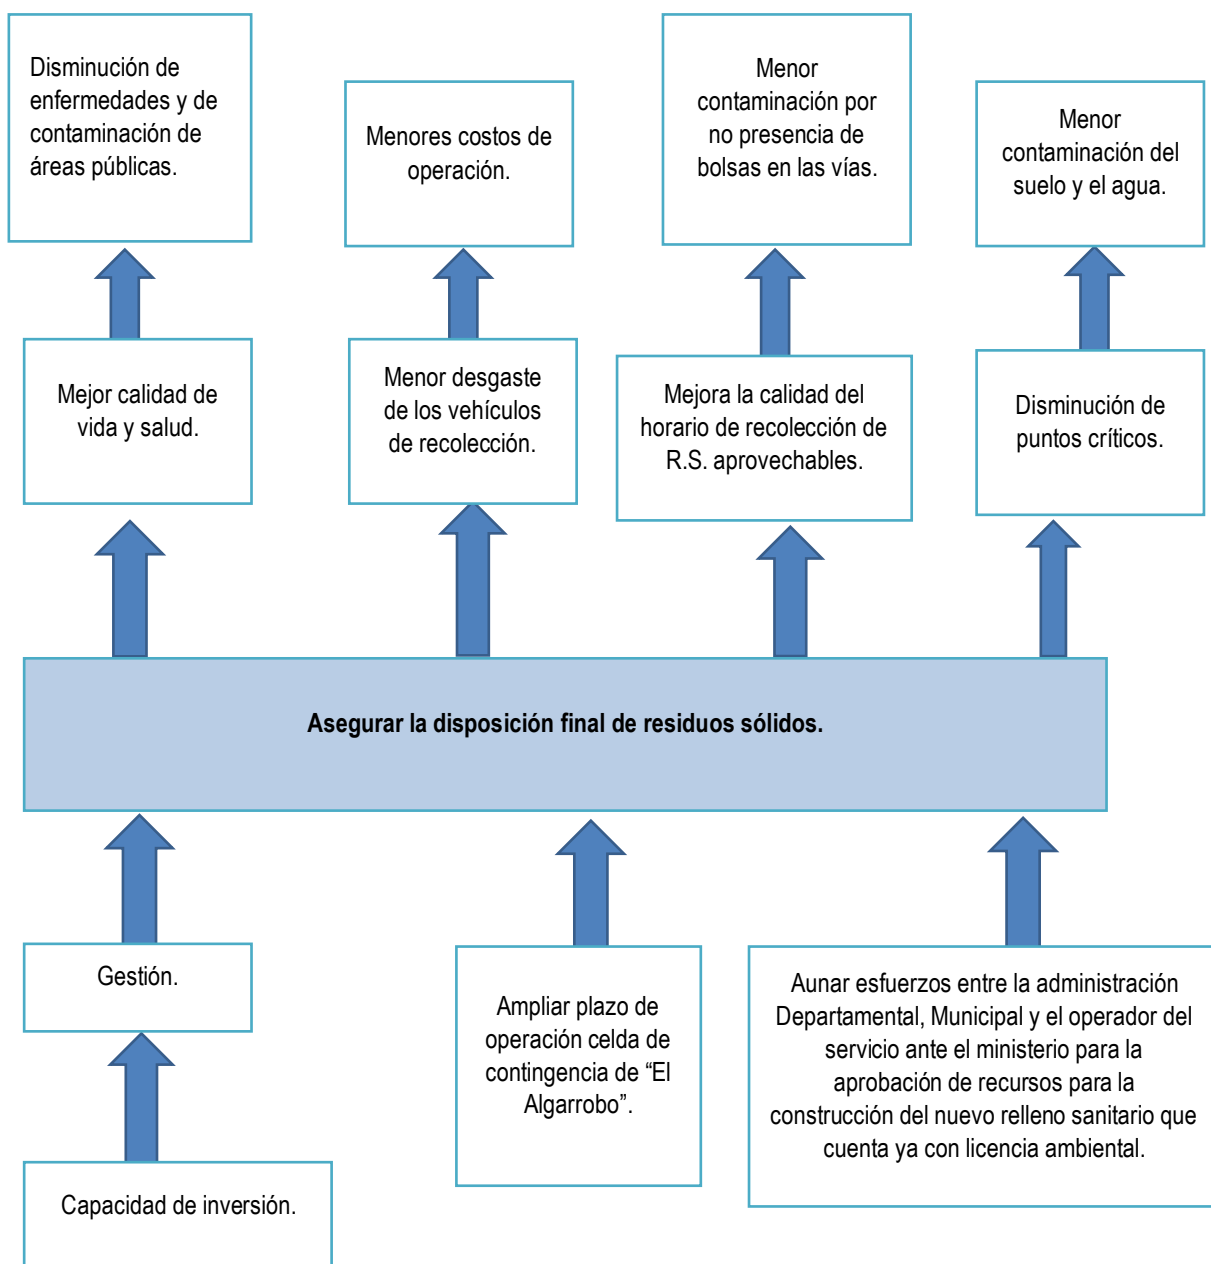 Disminución de
enfermedades y de
contaminación de
áreas públicas.
Menores costos de
operación.
Menor
contaminación por
no presencia de
bolsas en las vías.
Menor
contaminación del
suelo y el agua.
Mejor calidad de
vida y salud.
Menor desgaste
de los vehículos
de recolección.
Mejora la calidad del
horario de recolección de
R.S. aprovechables.
Disminución de
puntos críticos.
Asegurar la disposición final de residuos sólidos.
Gestión.
Ampliar plazo de
operación celda de
contingencia de “El
Algarrobo”.
Aunar esfuerzos entre la administración
Departamental, Municipal y el operador del
servicio ante el ministerio para la
aprobación de recursos para la
construcción del nuevo relleno sanitario que
cuenta ya con licencia ambiental.
Capacidad de inversión.